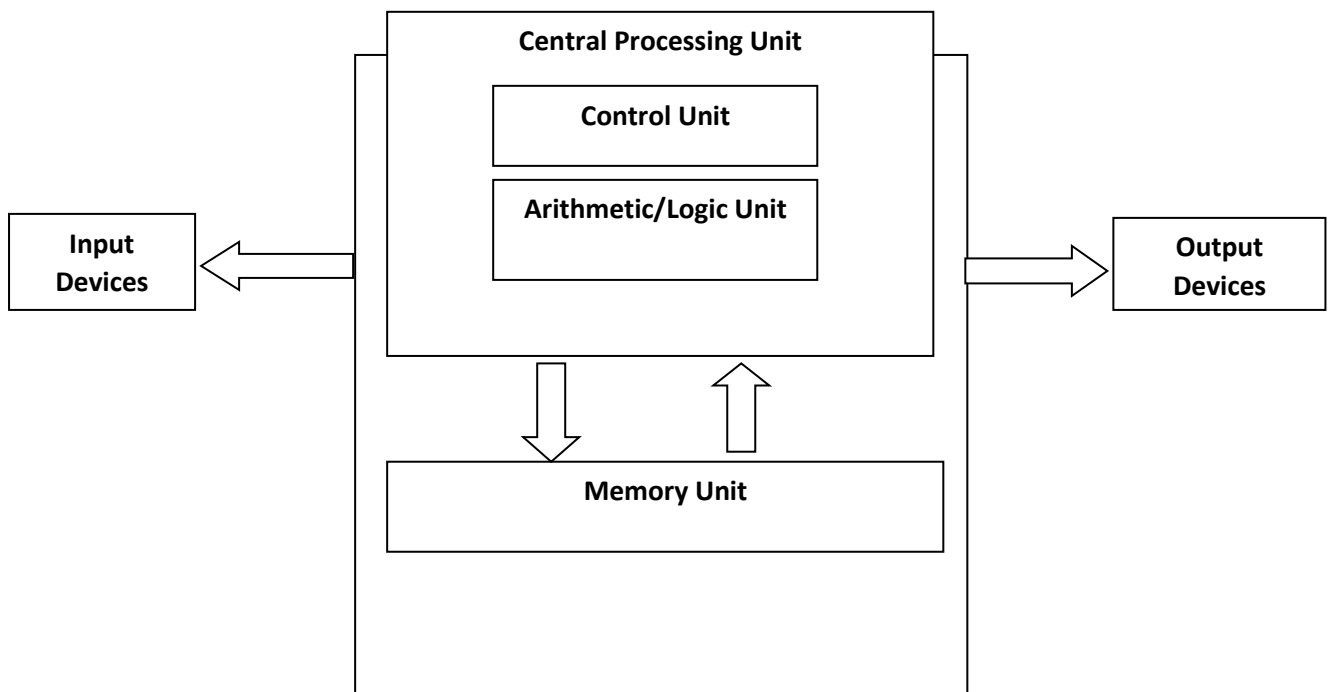 Central Processing Unit
Control Unit
Arithmetic/Logic Unit
Input
Devices
Output
Devices
Memory Unit